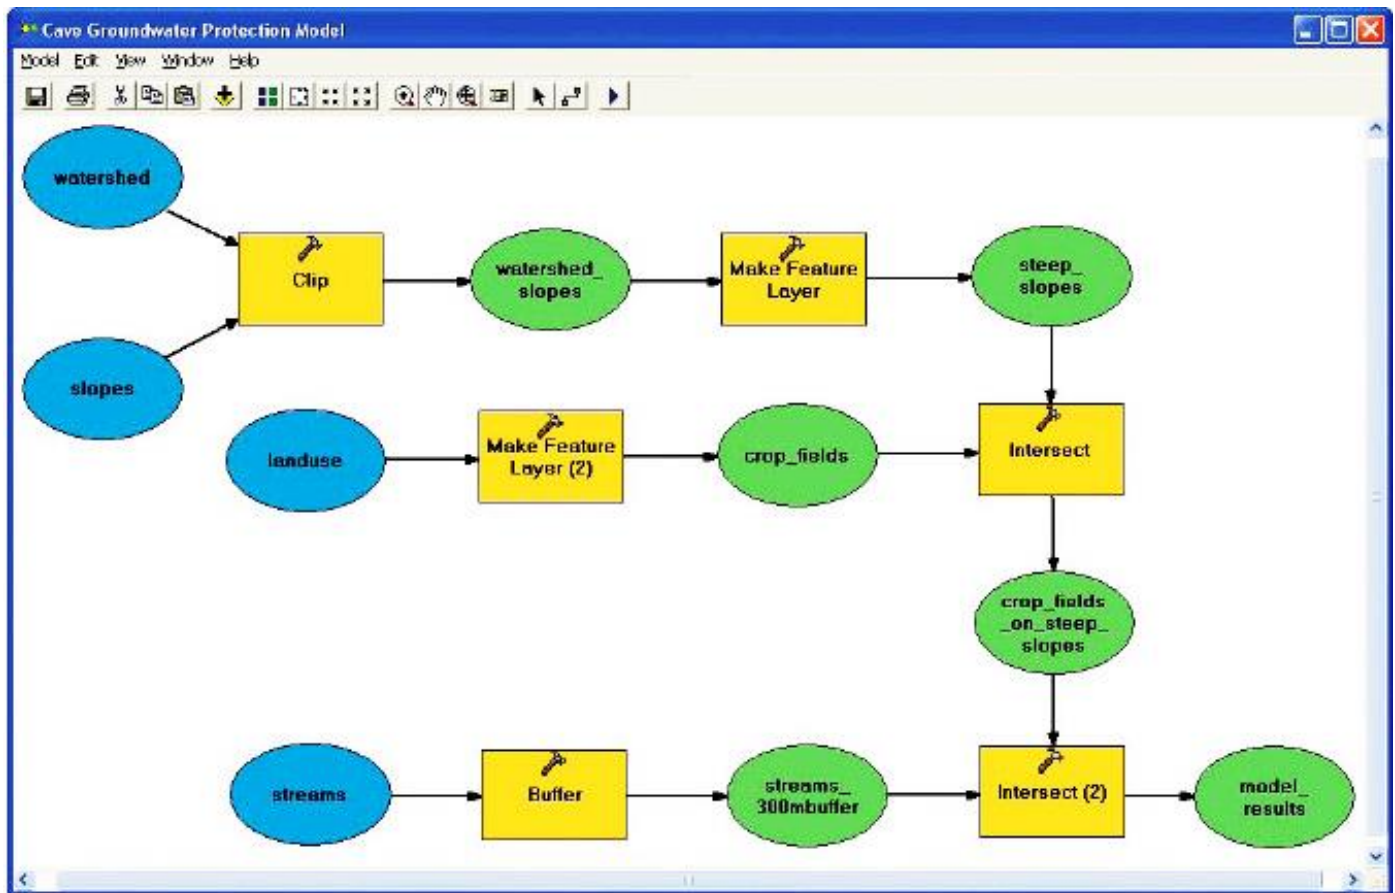 Cave Groundwater Protection Model
Model Edit View Window Help
watershed
Clip
watershed_
slopes
Make Feature
Layer
steep_
slopes
slopes
landuse
Make Feature
Layer (2)
crop_fields
Intersect
crop_fields
_on_steep_
slopes
streams
Buffer
streams_
300mbuffer
Intersect (2)
model_
results